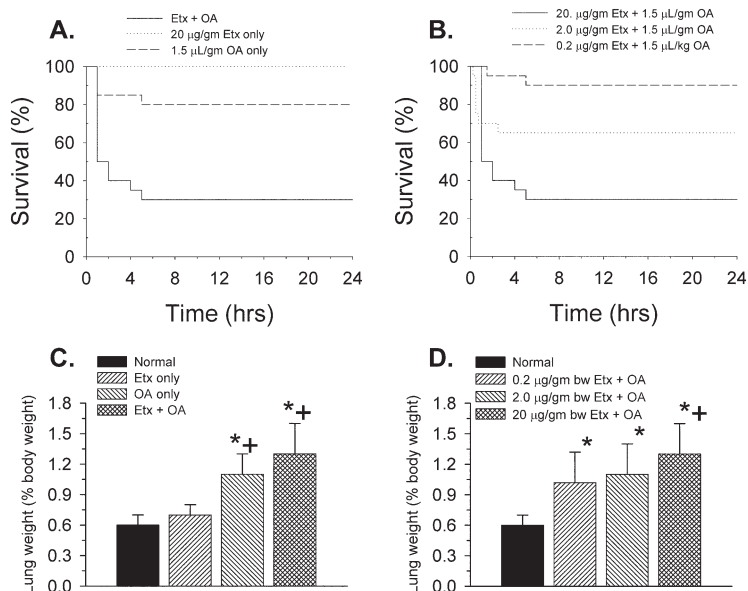 A.
Etx + OA
20 μg/gm Etx only
1.5 μL/gm OA only
Survival (%)
100
80
60
40
20
0
0 4 8 12 16 20 24
Time (hrs)
B.
20. μg/gm Etx + 1.5 μL/gm OA
2.0 μg/gm Etx + 1.5 μL/gm OA
0.2 μg/gm Etx + 1.5 μL/kg OA
Survival (%)
100
80
60
40
20
0
0 4 8 12 16 20 24
Time (hrs)
C.
Normal
Etx only
OA only
Etx + OA
Lung weight (% body weight)
1.8
1.5
1.2
0.9
0.6
0.3
0.0
*+
*+
D.
Normal
0.2 μg/gm bw Etx + OA
2.0 μg/gm bw Etx + OA
20 μg/gm bw Etx + OA
Lung weight (% body weight)
1.8
1.5
1.2
0.9
0.6
0.3
0.0
*
*
*+